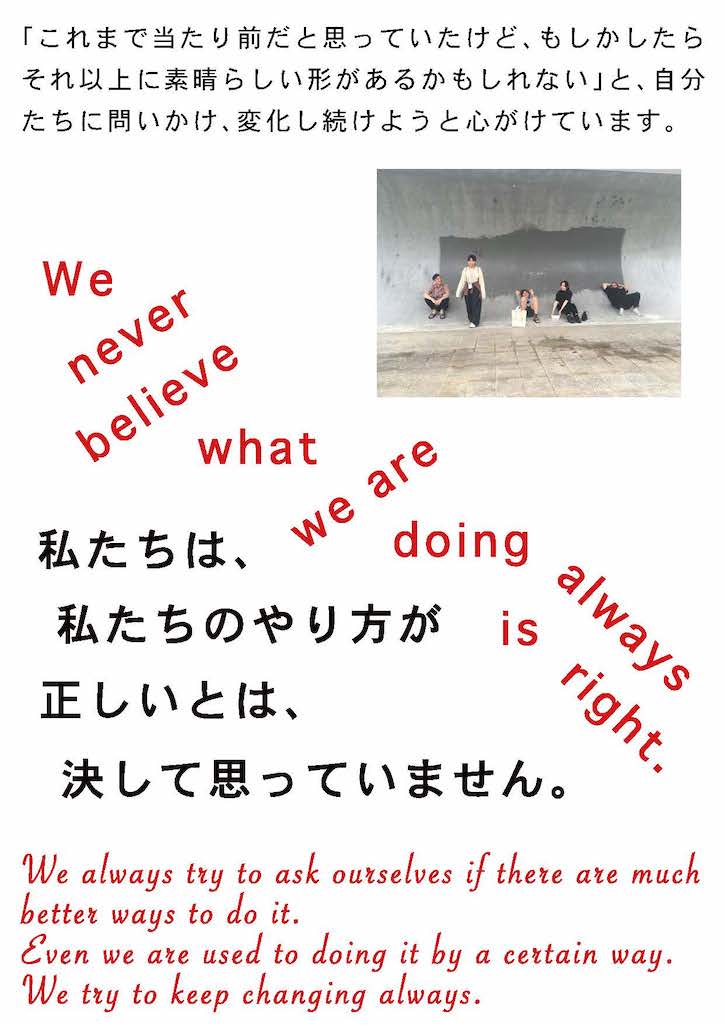 「これまで当たり前だと思っていたけど、もしかしたら
それ以上に素晴らしい形があるかもしれない」と、自分
たちに問いかけ、変化し続けようと心がけています。
We
never
believe
what
we are
doing
always
is
right.
私たちは、
私たちのやり方が
正しいとは、
決して思っていません。
We always try to ask ourselves if there are much
better ways to do it.
Even we are used to doing it by a certain way.
We try to keep changing always.